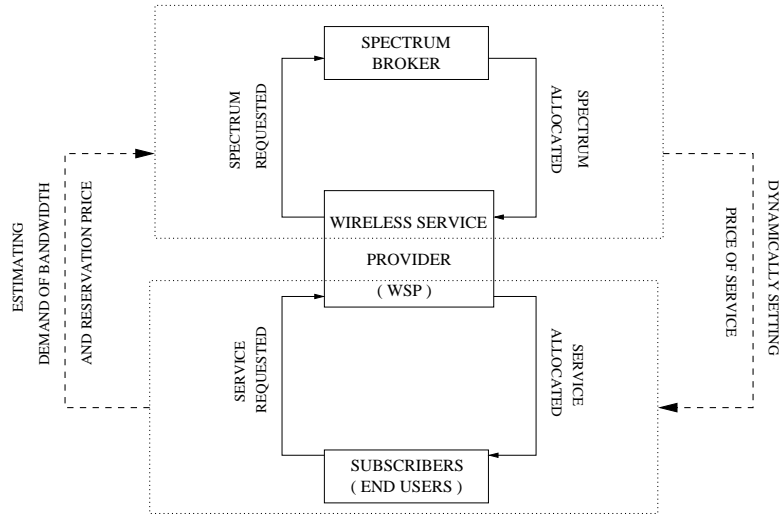 SPECTRUM
BROKER
SPECTRUM
REQUESTED
SPECTRUM
ALLOCATED
WIRELESS SERVICE
PROVIDER
( WSP )
ESTIMATING
DEMAND OF BANDWIDTH
AND RESERVATION PRICE
DYNAMICALLY SETTING
PRICE OF SERVICE
SERVICE
REQUESTED
SERVICE
ALLOCATED
SUBSCRIBERS
( END USERS )